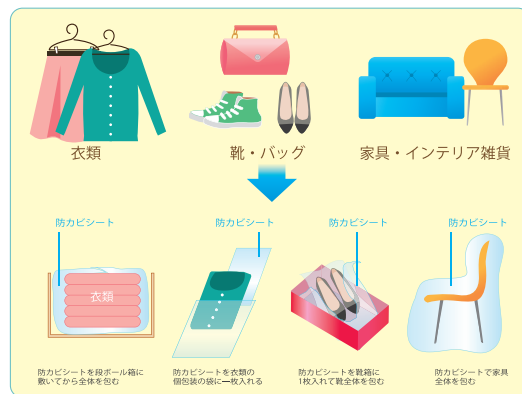 衣類
靴・バッグ
家具・インテリア雑貨
防カビシート
防カビシート
防カビシート
防カビシート
衣類
防カビシートを段ボール箱に
敷いてから全体を包む
防カビシートを衣類の
個包装の袋に一枚入れる
防カビシートを靴箱に
1枚入れて靴全体を包む
防カビシートで家具
全体を包む